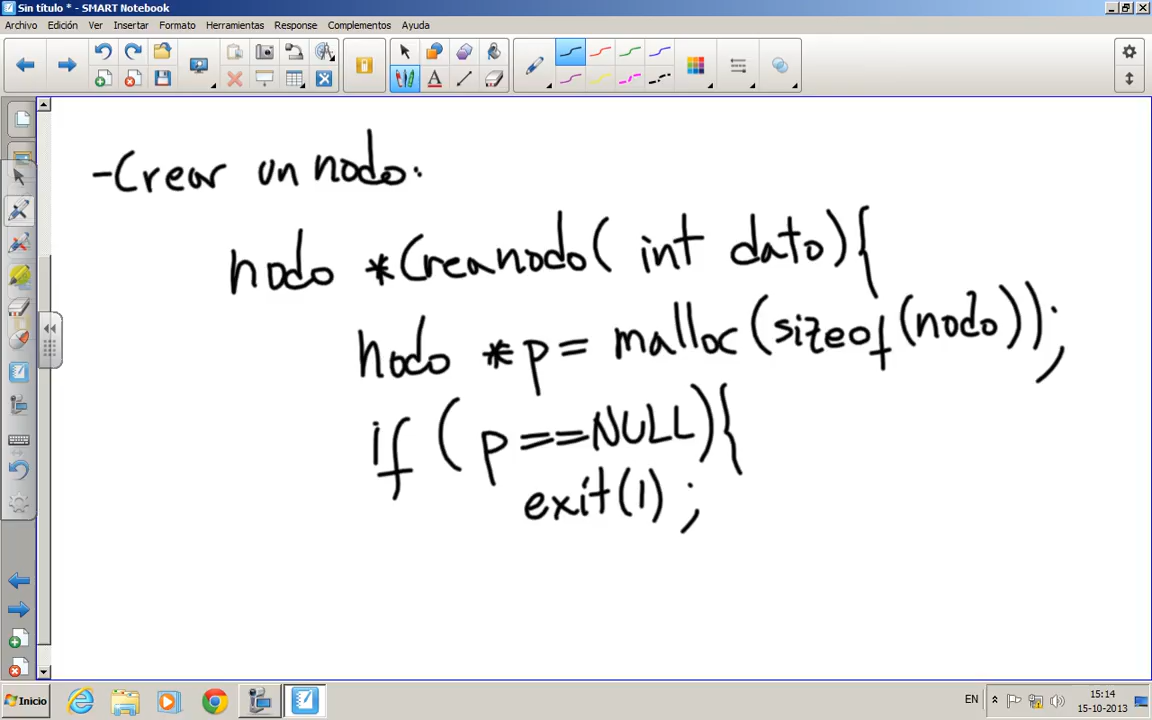 Sin título * - SMART Notebook
Archivo Edición Ver Insertar Formato Herramientas Response Complementos Ayuda
-Crear un nodo.
nodo *Creanodo( int dato){
nodo *p= malloc(sizeof(nodo));
if (p==NULL){
exit(1);
Inicio
EN
15:14
15-10-2013